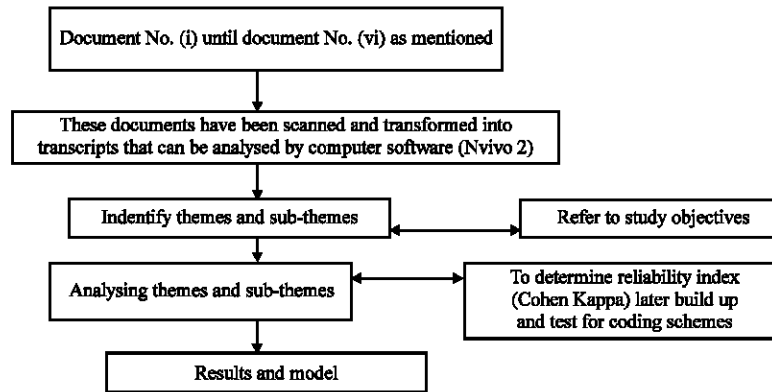 Document No. (i) until document No. (vi) as mentioned
These documents have been scanned and transformed into
transcripts that can be analysed by computer software (Nvivo 2)
Indentify themes and sub-themes
Refer to study objectives
Analysing themes and sub-themes
To determine reliability index
(Cohen Kappa) later build up
and test for coding schemes
Results and model